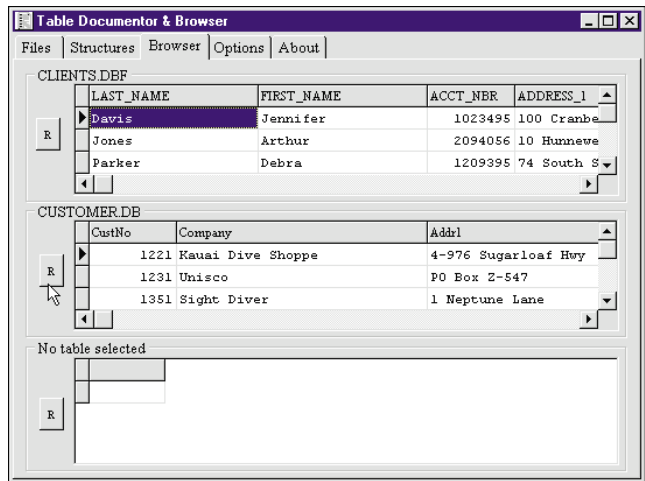 Table Documentor & Browser
Files Structures Browser Options About
CLIENTS.DBF
LAST_NAME FIRST_NAME ACCT_NBR ADDRESS_1
Davis Jennifer 1023495 100 Cranbe
R
Jones Arthur 2094056 10 Hunnewe
Parker Debra 1209395 74 South S
CUSTOMER.DB
CustNo Company Addr1
1221 Kauai Dive Shoppe 4-976 Sugarloaf Hwy
R
1231 Unisco PO Box Z-547
1351 Sight Diver 1 Neptune Lane
No table selected
R